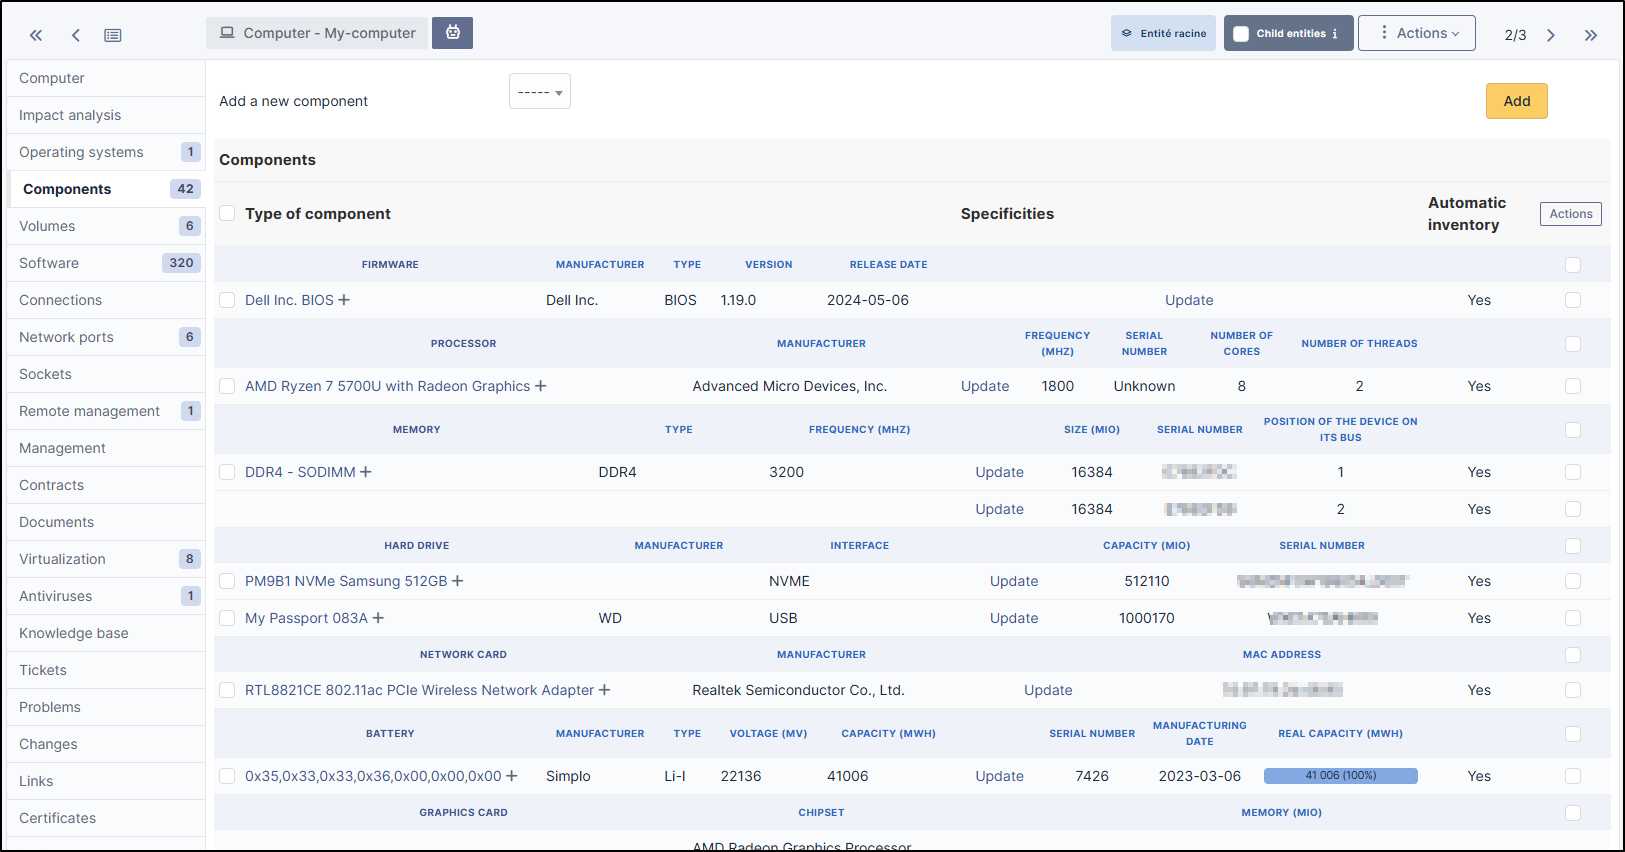 Computer - My-computer
Entité racine
Child entities i
Actions
2/3
Computer
Impact analysis
Operating systems 1
Components 42
Volumes 6
Software 320
Connections
Network ports 6
Sockets
Remote management 1
Management
Contracts
Documents
Virtualization 8
Antiviruses 1
Knowledge base
Tickets
Problems
Changes
Links
Certificates
Add a new component
-----
Add
Components
Type of component Specificities Automatic inventory Actions
FIRMWARE MANUFACTURER TYPE VERSION RELEASE DATE
Dell Inc. BIOS + Dell Inc. BIOS 1.19.0 2024-05-06 Update Yes
PROCESSOR MANUFACTURER FREQUENCY (MHZ) SERIAL NUMBER NUMBER OF CORES NUMBER OF THREADS
AMD Ryzen 7 5700U with Radeon Graphics + Advanced Micro Devices, Inc. Update 1800 Unknown 8 2 Yes
MEMORY TYPE FREQUENCY (MHZ) SIZE (MIO) SERIAL NUMBER POSITION OF THE DEVICE ON ITS BUS
DDR4 - SODIMM + DDR4 3200 Update 16384 1 Yes
Update 16384 2 Yes
HARD DRIVE MANUFACTURER INTERFACE CAPACITY (MIO) SERIAL NUMBER
PM9B1 NVMe Samsung 512GB + NVME Update 512110 Yes
My Passport 083A + WD USB Update 1000170 Yes
NETWORK CARD MANUFACTURER MAC ADDRESS
RTL8821CE 802.11ac PCIe Wireless Network Adapter + Realtek Semiconductor Co., Ltd. Update Yes
BATTERY MANUFACTURER TYPE VOLTAGE (MV) CAPACITY (MWH) SERIAL NUMBER MANUFACTURING DATE REAL CAPACITY (MWH)
0x35,0x33,0x33,0x36,0x00,0x00,0x00 + Simplo Li-I 22136 41006 Update 7426 2023-03-06 41 006 (100%) Yes
GRAPHICS CARD CHIPSET MEMORY (MIO)
AMD Radeon Graphics Processor